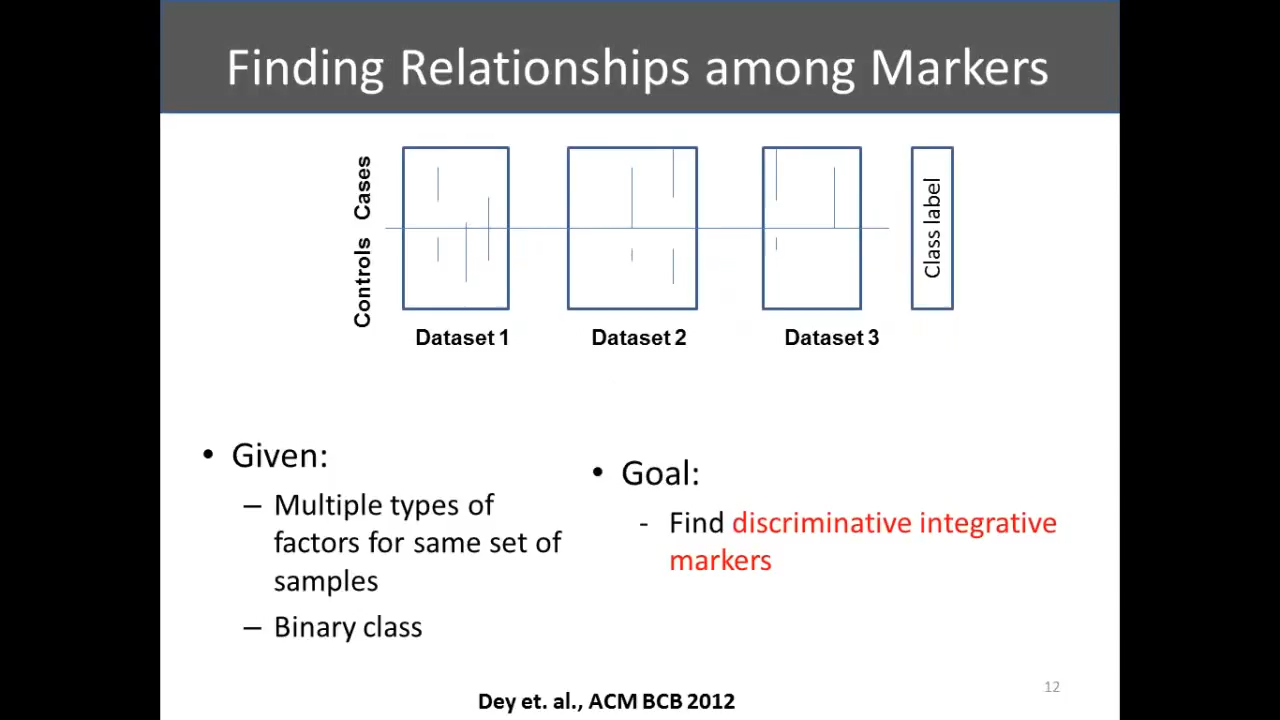 Finding Relationships among Markers
Cases
Controls
Class label
Dataset 1
Dataset 2
Dataset 3
• Given:
– Multiple types of
factors for same set of
samples
– Binary class
• Goal:
- Find discriminative integrative
markers
Dey et. al., ACM BCB 2012
12